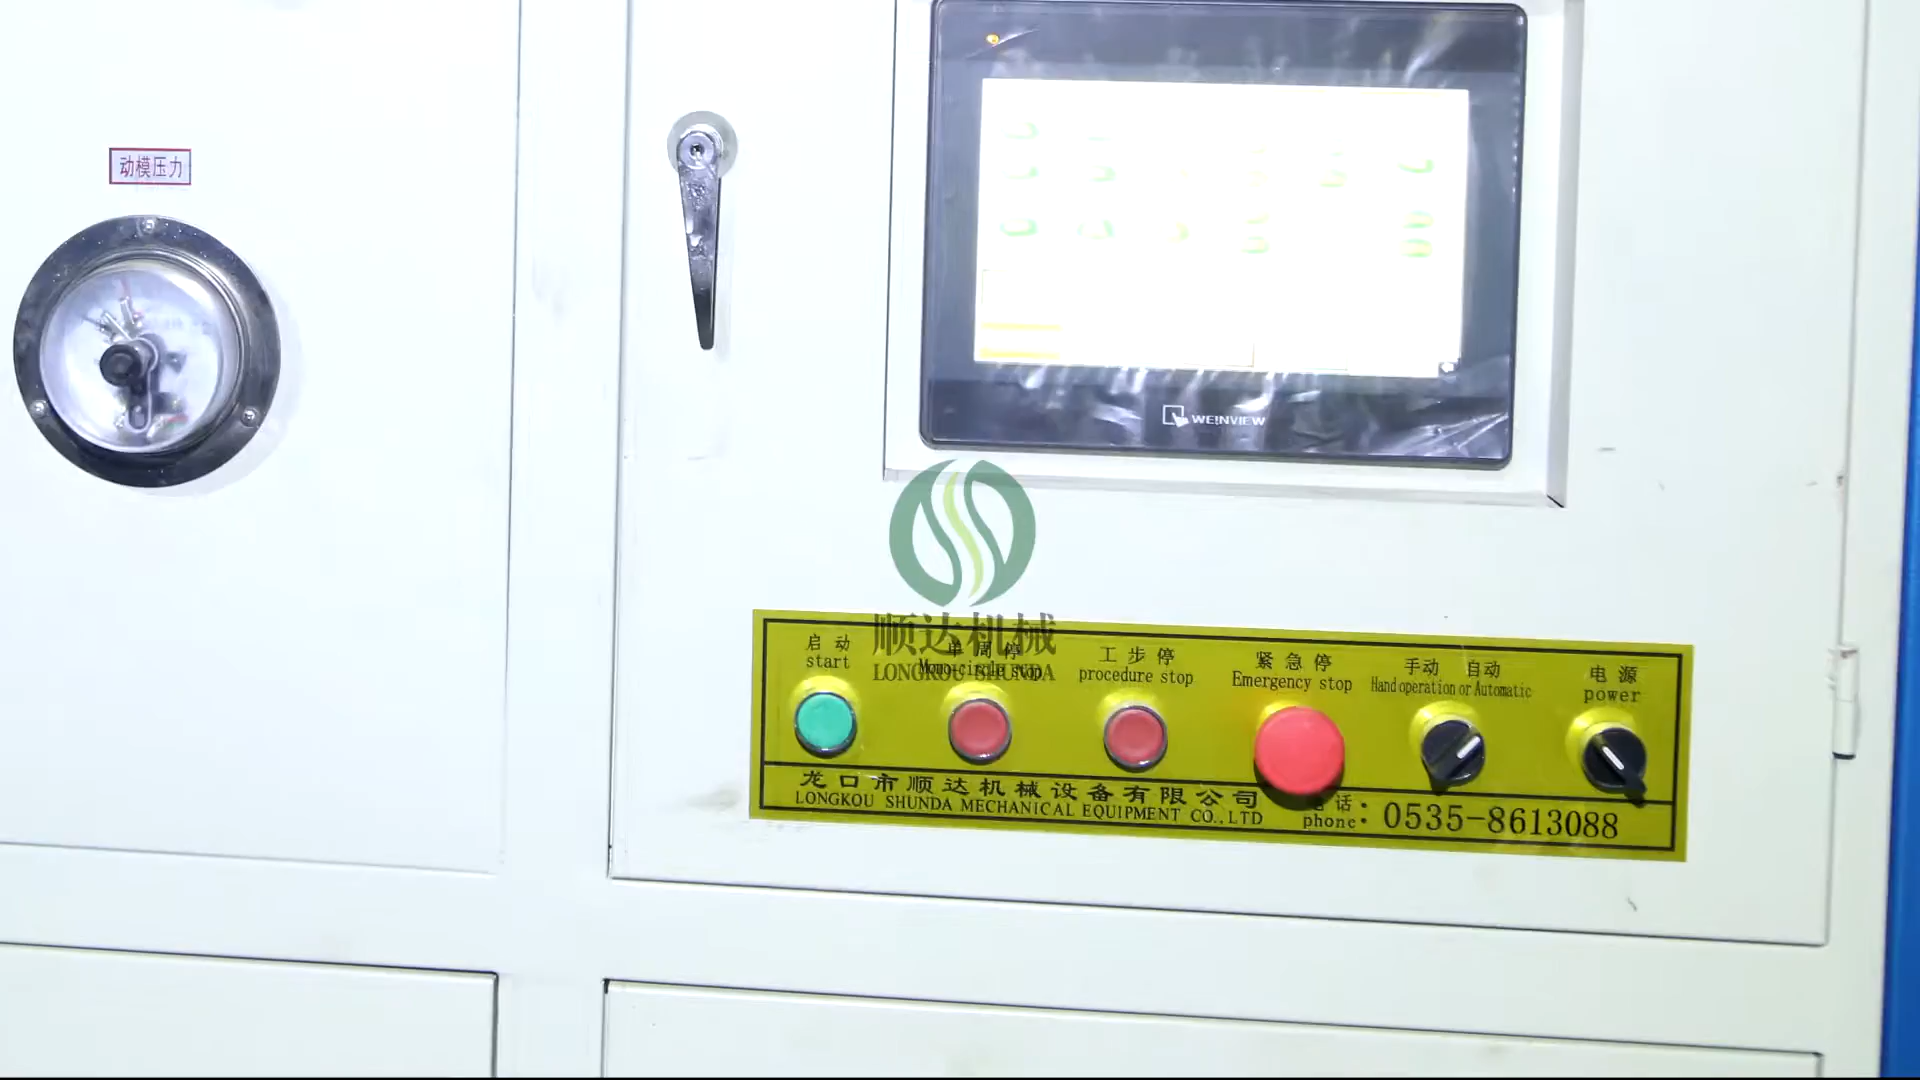 动模压力
WEINVIEW
顺达机械
LONGKOU SHUNDA
启动
start
单周停
Mono-circle stop
工步停
procedure stop
紧急停
Emergency stop
手动 自动
Hand operation or Automatic
电源
power
龙口市顺达机械设备有限公司
LONGKOU SHUNDA MECHANICAL EQUIPMENT CO.,LTD
电话:
phone:
0535-8613088